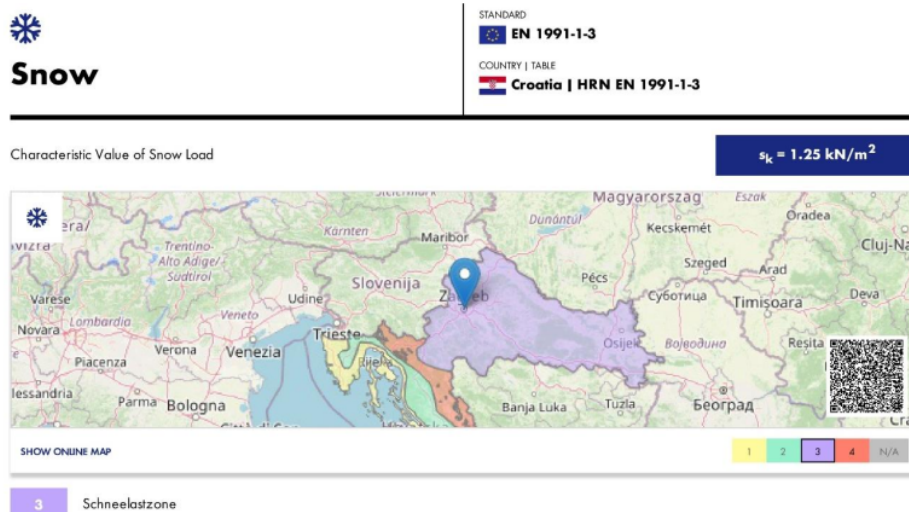 STANDARD
EN 1991-1-3
Snow
COUNTRY | TABLE
Croatia | HRN EN 1991-1-3
Characteristic Value of Snow Load
sk = 1.25 kN/m2
Magyarország
Eszak
Oradea
Kärnten
Maribor
Dunántúl
Kecskemét
Cluj-Na
Trentino-
Alto Adige/
Südtirol
Slovenija
Zagreb
Pécs
Szeged
Arad
Deva
Varese
Udine
Суботица
Timișoara
Novara
Lombardia
Veneto
Trieste
Verona
Venezia
Osijek
Војводина
Reșița
Piacenza
Rijeka
lessandria
Parma
Bologna
Banja Luka
Tuzla
Београд
SHOW ONLINE MAP
1 2 3 4 N/A
3 Schneelastzone